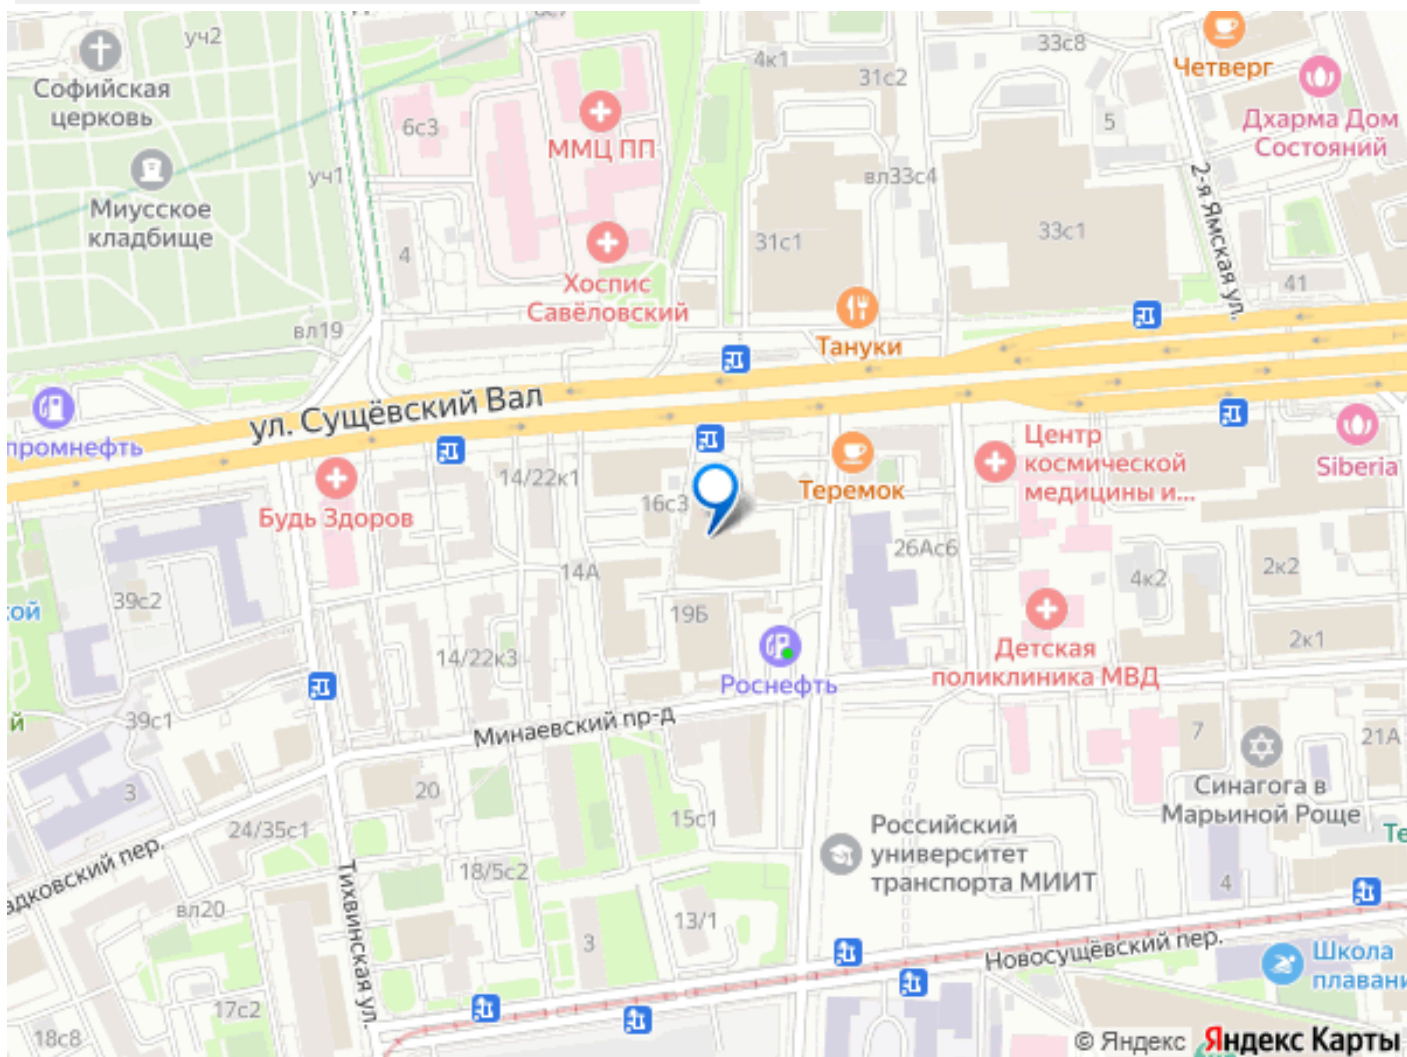 уч2
Софийская
церковь
6с3
ММЦ ПП
4к1
31с2
33с8
Четверг
Дхарма Дом
Состояний
5
уч1
Миусское
кладбище
4
Хоспис
Савёловский
31с1
вл33с4
33с1
2-я Ямская ул.
41
вл19
Тануки
ул. Сущёвский Вал
промнефть
Будь Здоров
14/22к1
16с3
Теремок
Центр
космической
медицины и...
Siberia
39с2
кой
14А
19Б
26Ас6
4к2
2к2
2к1
14/22к3
Роснефть
Детская
поликлиника МВД
й
39с1
Минаевский пр-д
7
21А
Синагога в
Марьиной Роще
3
20
24/35с1
15с1
Российский
университет
транспорта МИИТ
Те
адковский пер.
18/5с2
Тихвинская ул.
4
вл20
13/1
3
Новосущёвский пер.
Школа
плавани
17с2
18с8
© Яндекс Яндекс Карты